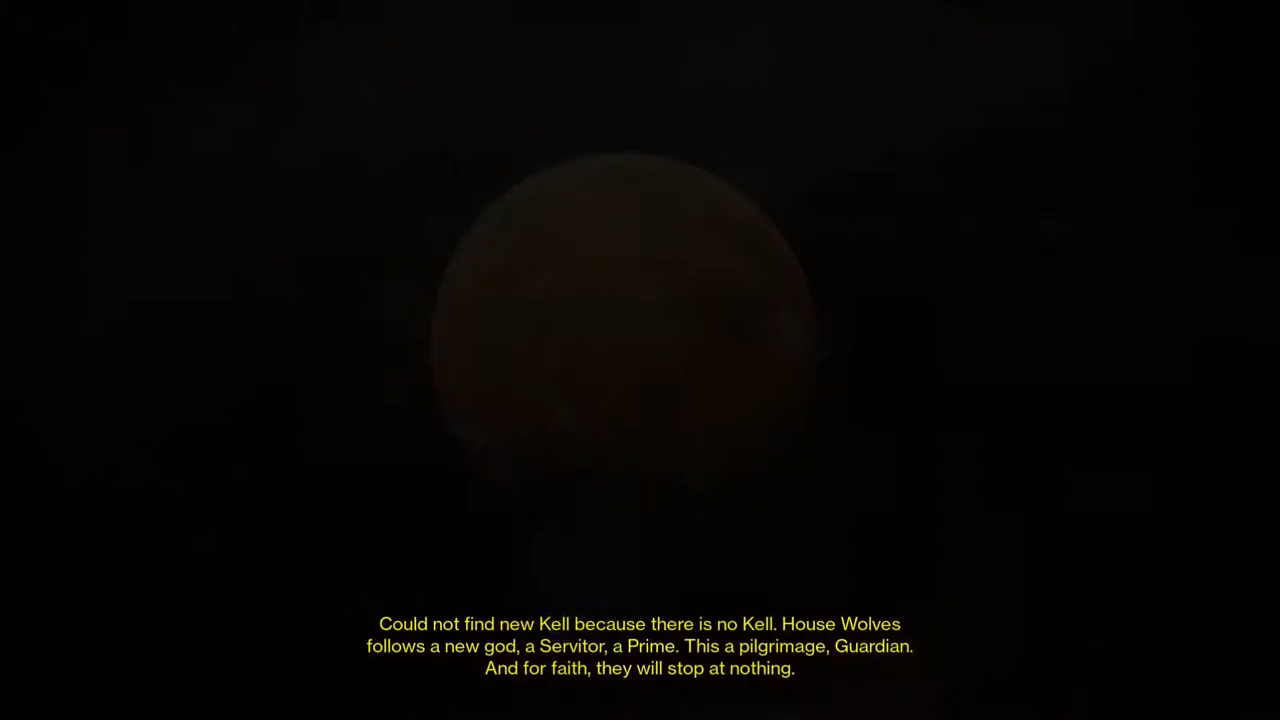 Could not find new Kell because there is no Kell. House Wolves
follows a new god, a Servitor, a Prime. This a pilgrimage, Guardian.
And for faith, they will stop at nothing.